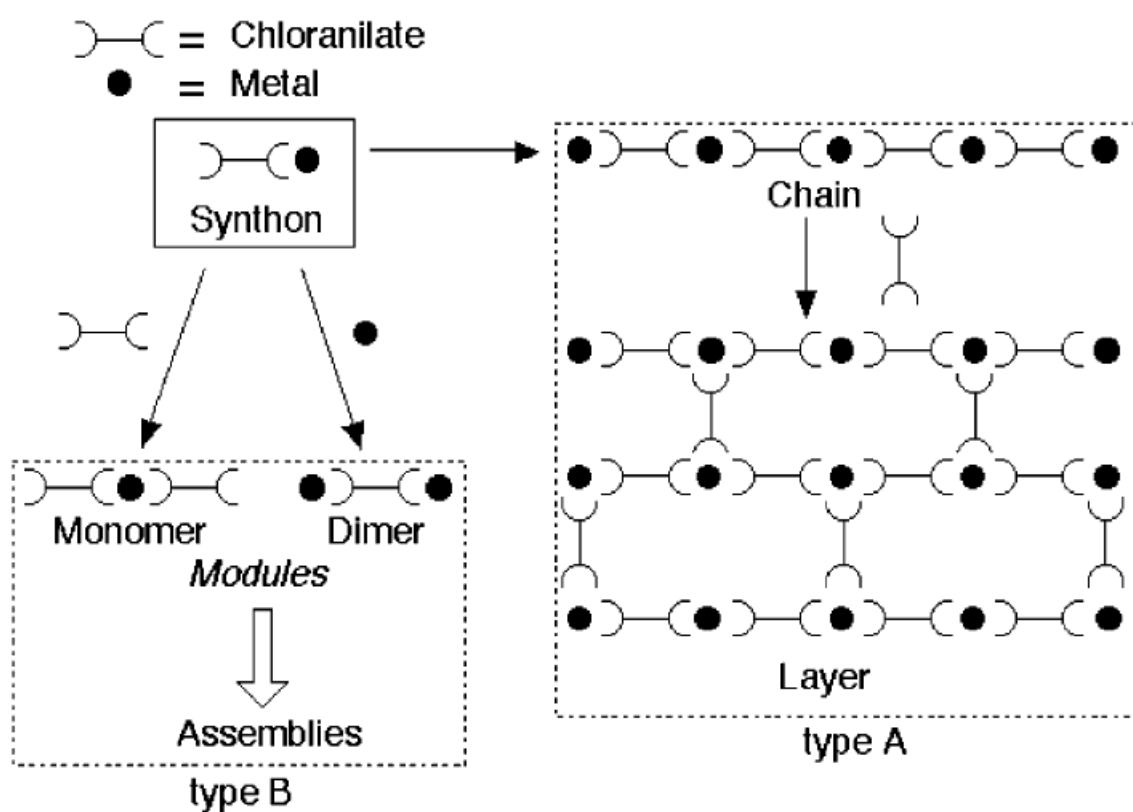 = Chloranilate
= Metal
Synthon
Chain
Monomer
Dimer
Modules
Assemblies
type B
Layer
type A